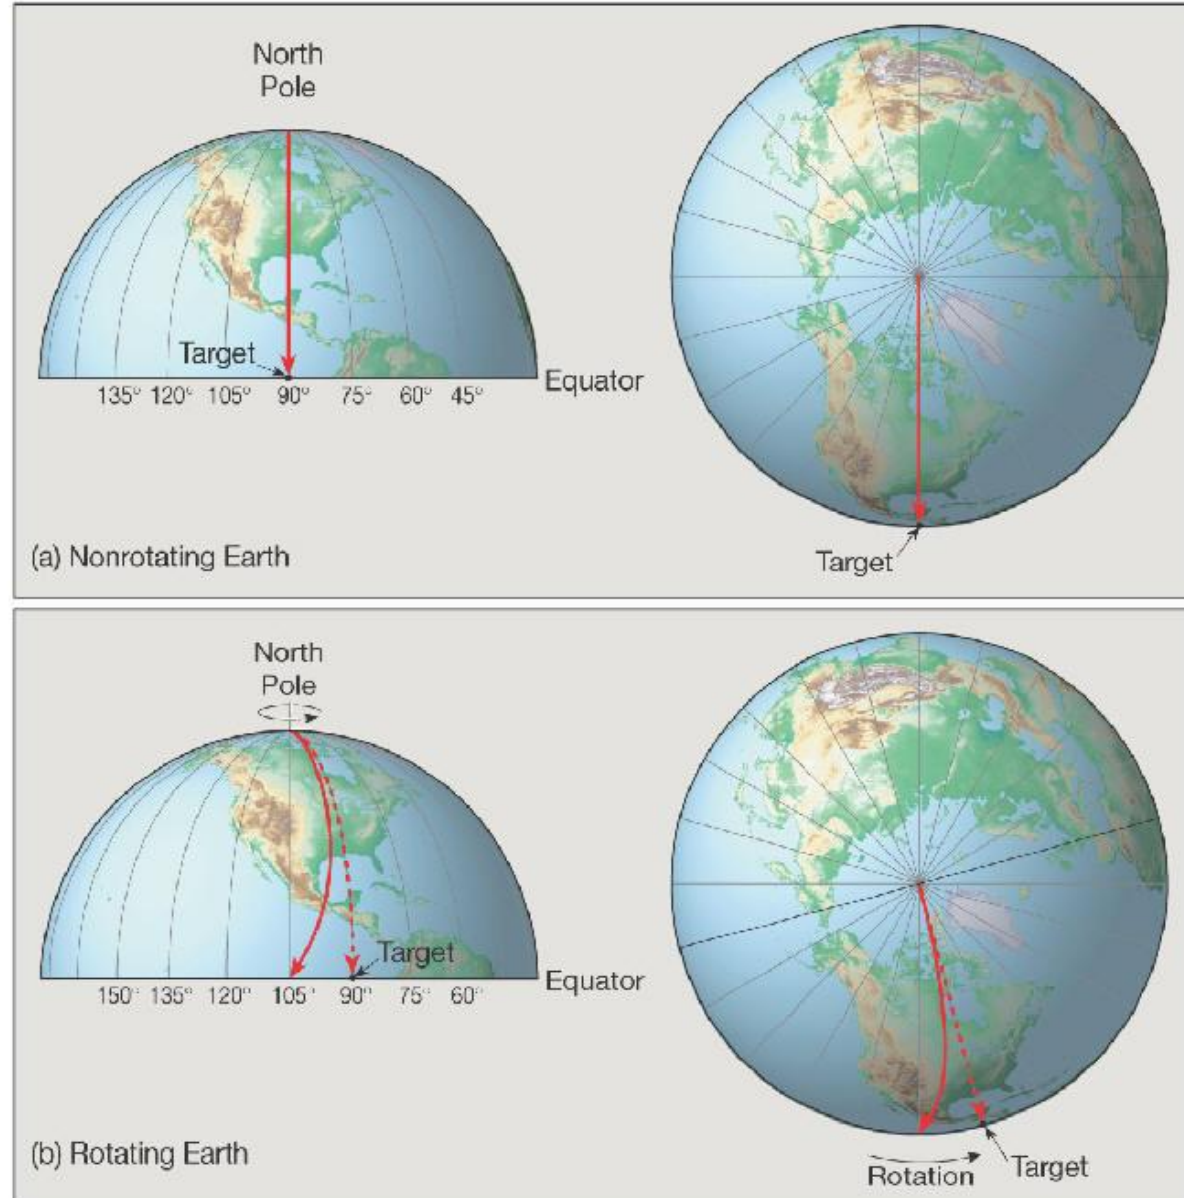 North
Pole
Target
Equator
135° 120° 105° 90° 75° 60° 45°
Target
(a) Nonrotating Earth
North
Pole
Target
Equator
150° 135° 120° 105° 90° 75° 60°
(b) Rotating Earth
Rotation
Target